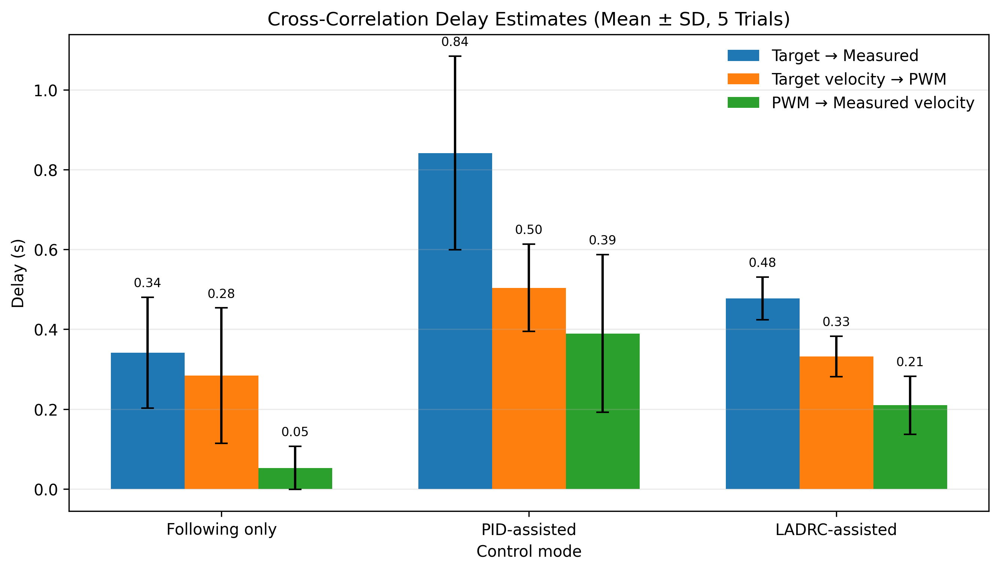 Cross-Correlation Delay Estimates (Mean ± SD, 5 Trials)
Target → Measured
Target velocity → PWM
PWM → Measured velocity
Delay (s)
1.0
0.8
0.6
0.4
0.2
0.0
0.34
0.28
0.05
0.84
0.50
0.39
0.48
0.33
0.21
Following only
PID-assisted
LADRC-assisted
Control mode